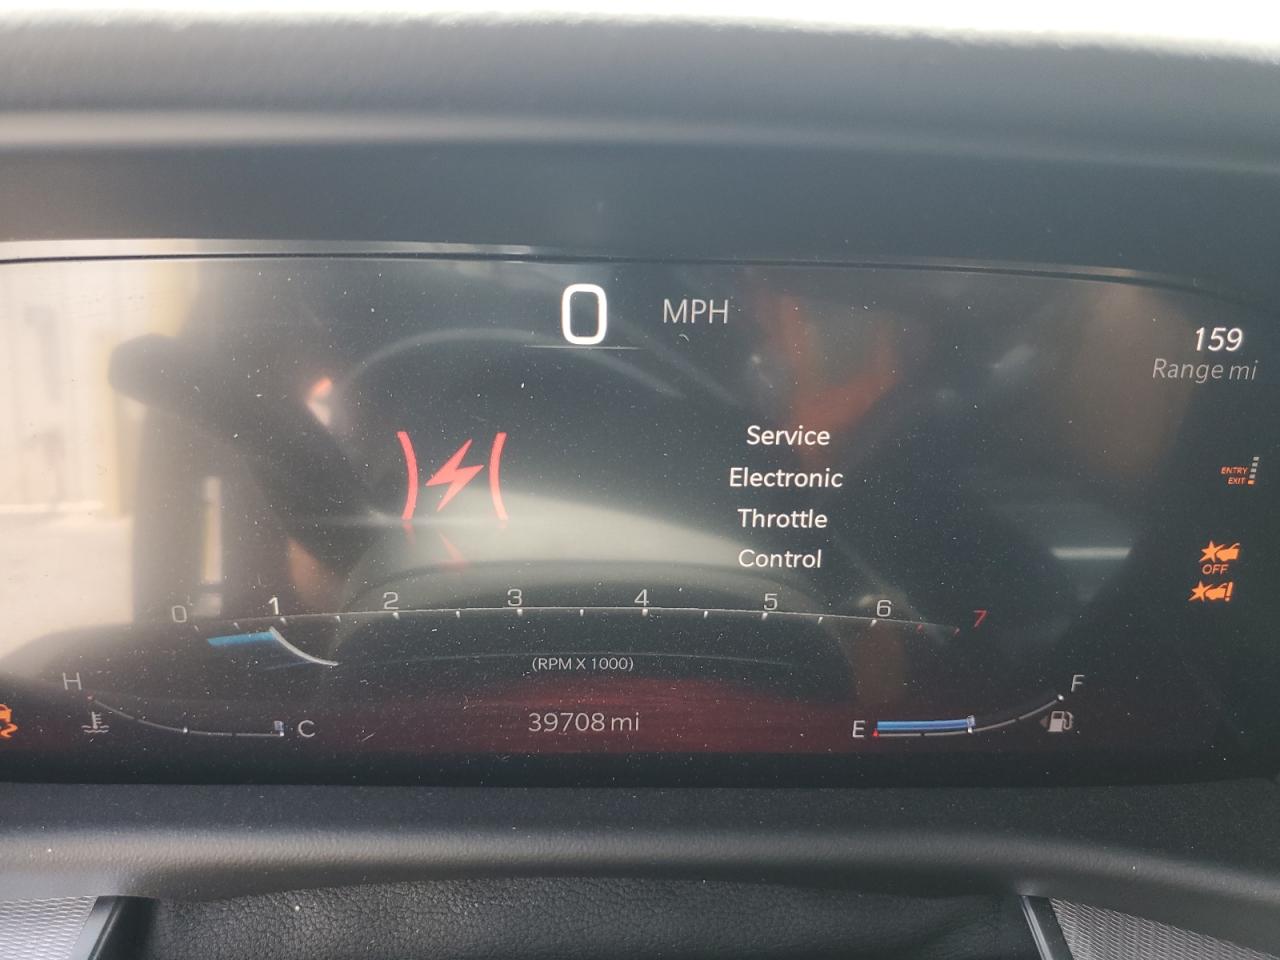 0 MPH
159
Range mi
Service
Electronic
Throttle
Control
ENTRY
EXIT
OFF
0 1 2 3 4 5 6 7
(RPM X 1000)
H C
39708 mi
E F